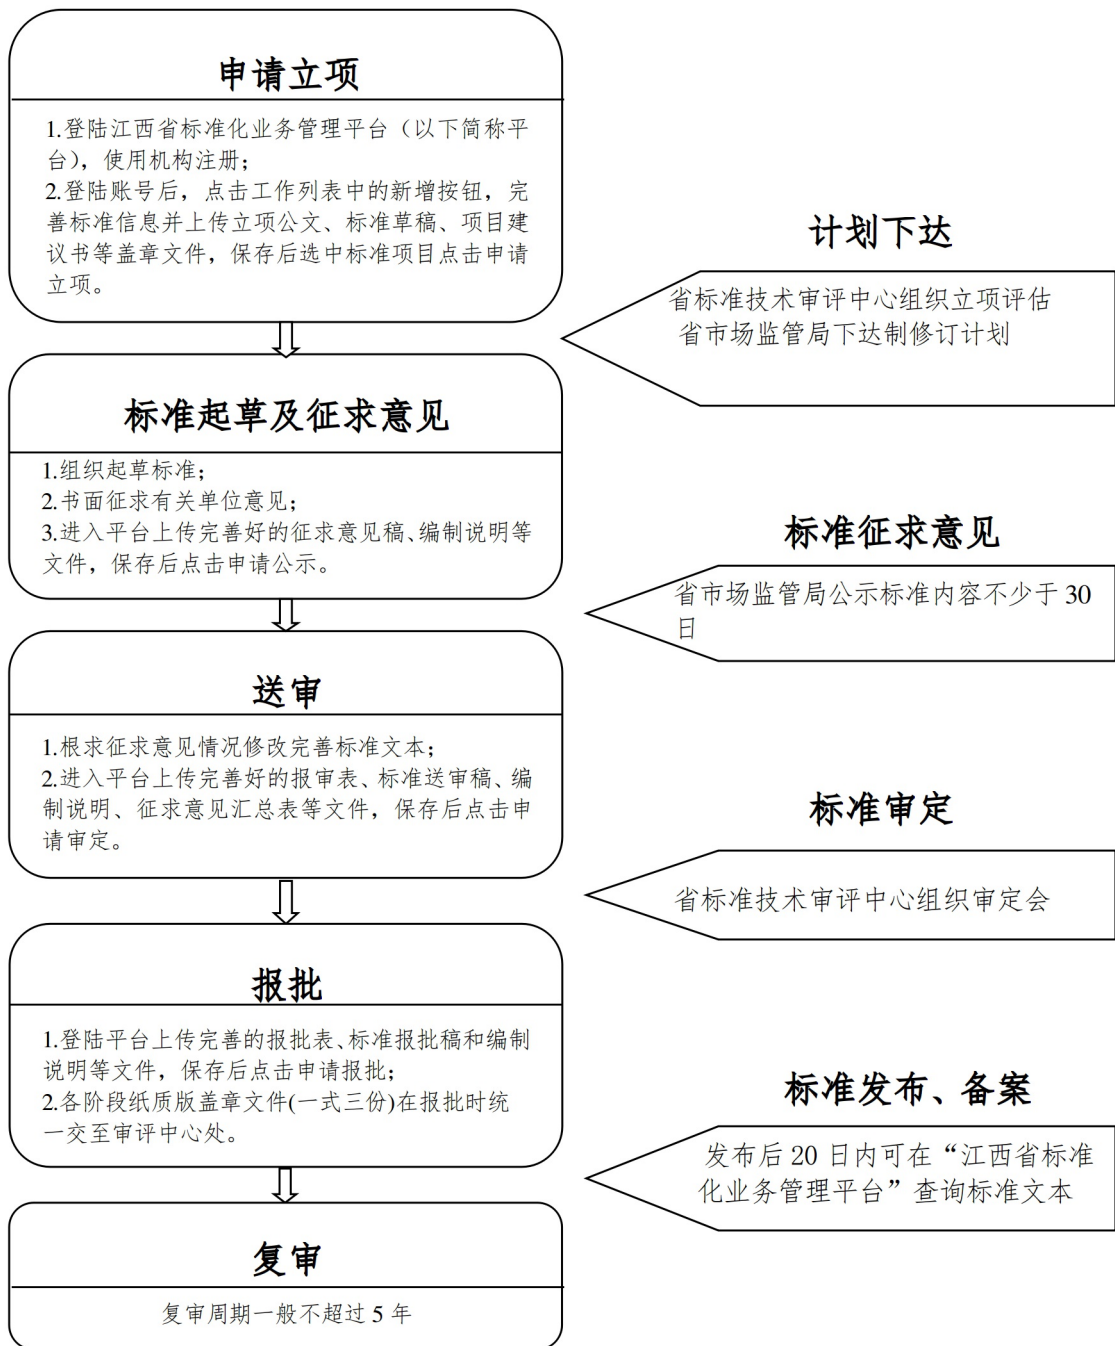 申请立项
1.登陆江西省标准化业务管理平台（以下简称平
台），使用机构注册；
2.登陆账号后，点击工作列表中的新增按钮，完
善标准信息并上传立项公文、标准草稿、项目建
议书等盖章文件，保存后选中标准项目点击申请
立项。
计划下达
省标准技术审评中心组织立项评估
省市场监管局下达制修订计划
标准起草及征求意见
1.组织起草标准；
2.书面征求有关单位意见；
3.进入平台上传完善好的征求意见稿、编制说明等
文件，保存后点击申请公示。
标准征求意见
省市场监管局公示标准内容不少于 30
日
送审
1.根求征求意见情况修改完善标准文本；
2.进入平台上传完善好的报审表、标准送审稿、编
制说明、征求意见汇总表等文件，保存后点击申
请审定。
标准审定
省标准技术审评中心组织审定会
报批
1.登陆平台上传完善的报批表、标准报批稿和编制
说明等文件，保存后点击申请报批；
2.各阶段纸质版盖章文件(一式三份)在报批时统
一交至审评中心处。
标准发布、备案
发布后 20 日内可在“江西省标准
化业务管理平台”查询标准文本
复审
复审周期一般不超过 5 年